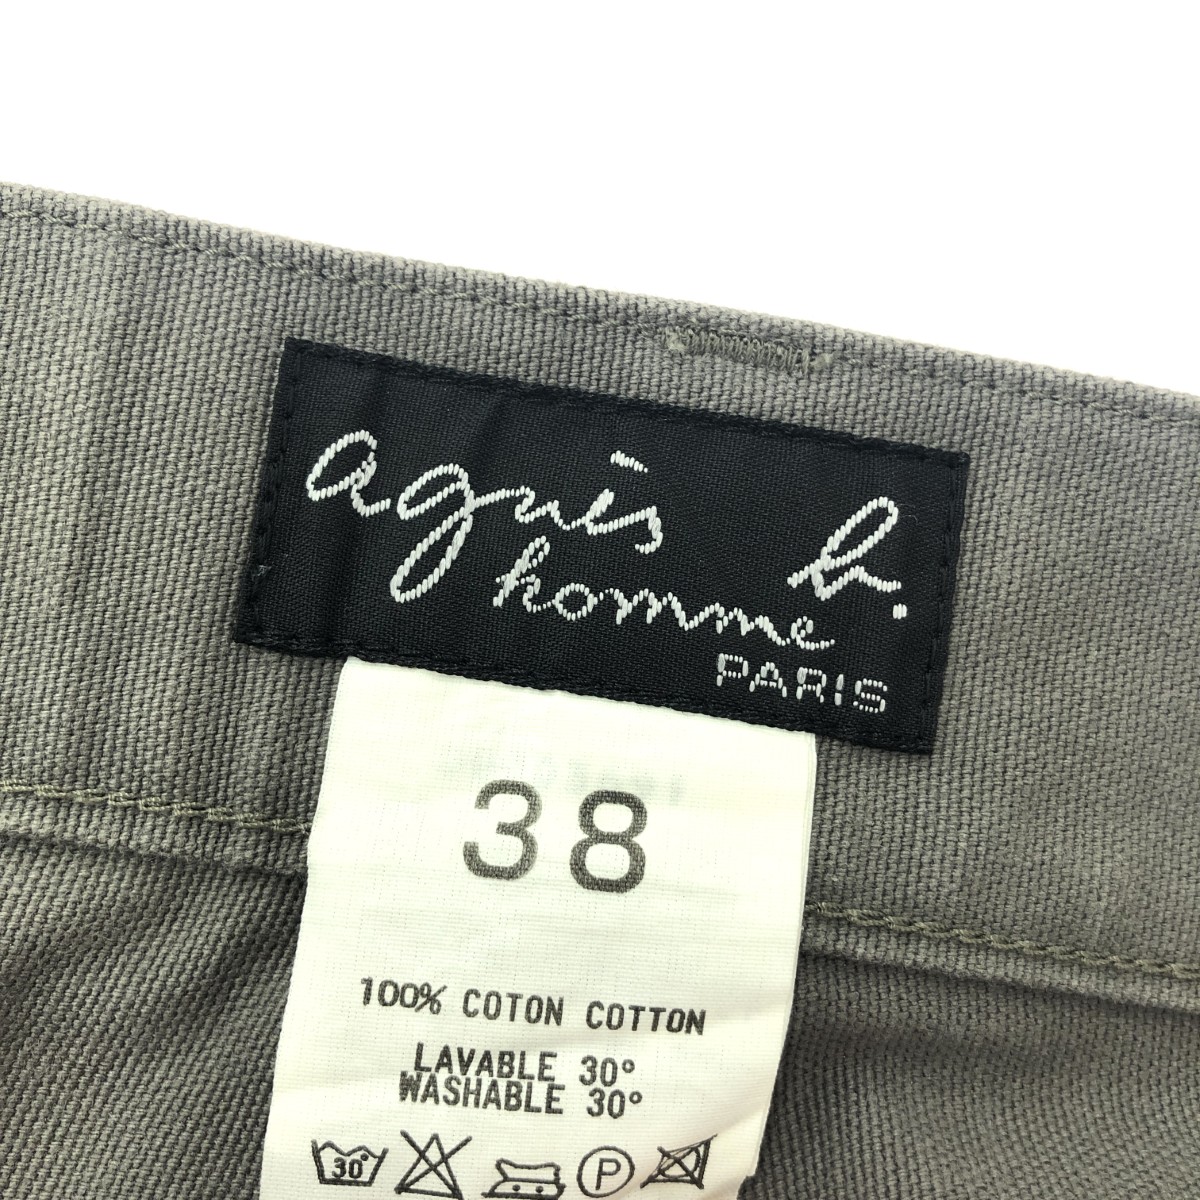 agnès b.
homme
PARIS
38
100% COTON COTTON
LAVABLE 30°
WASHABLE 30°
30° P